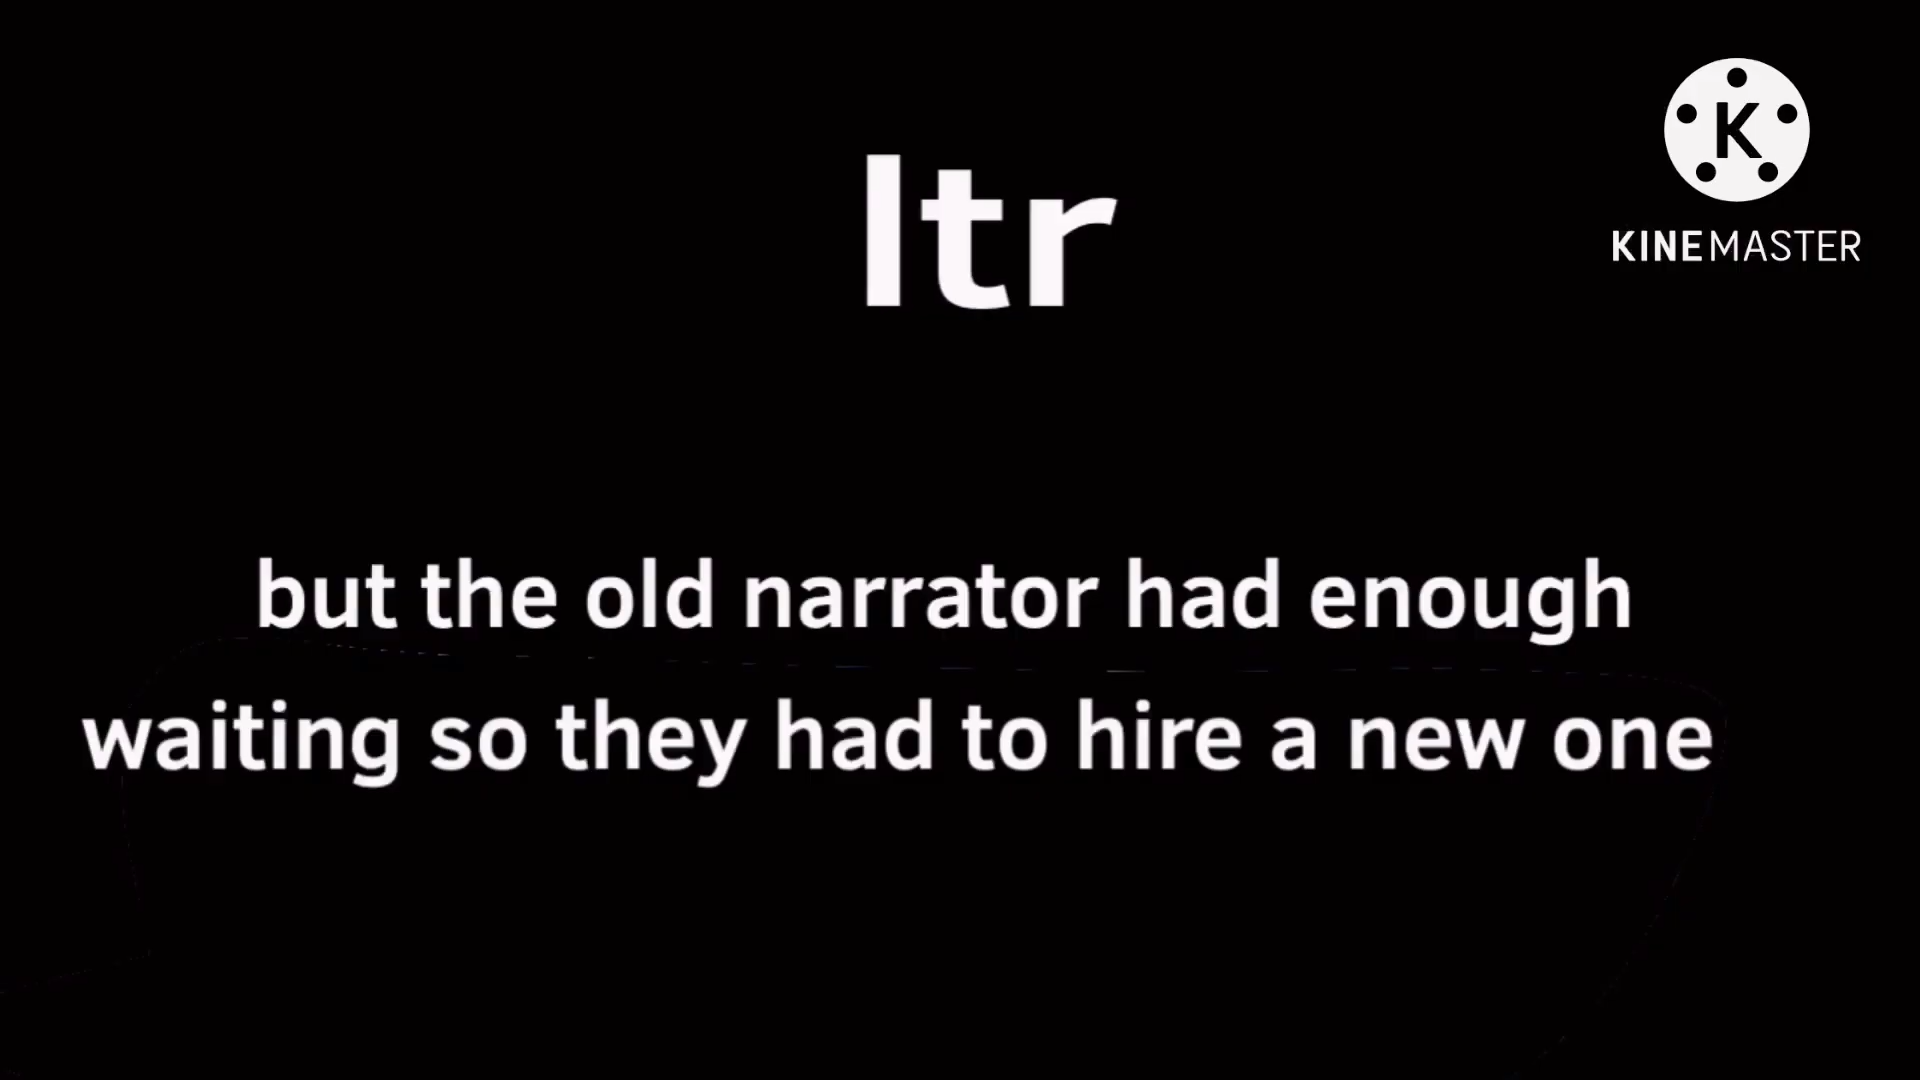 ltr
K
KINEMASTER
but the old narrator had enough
waiting so they had to hire a new one